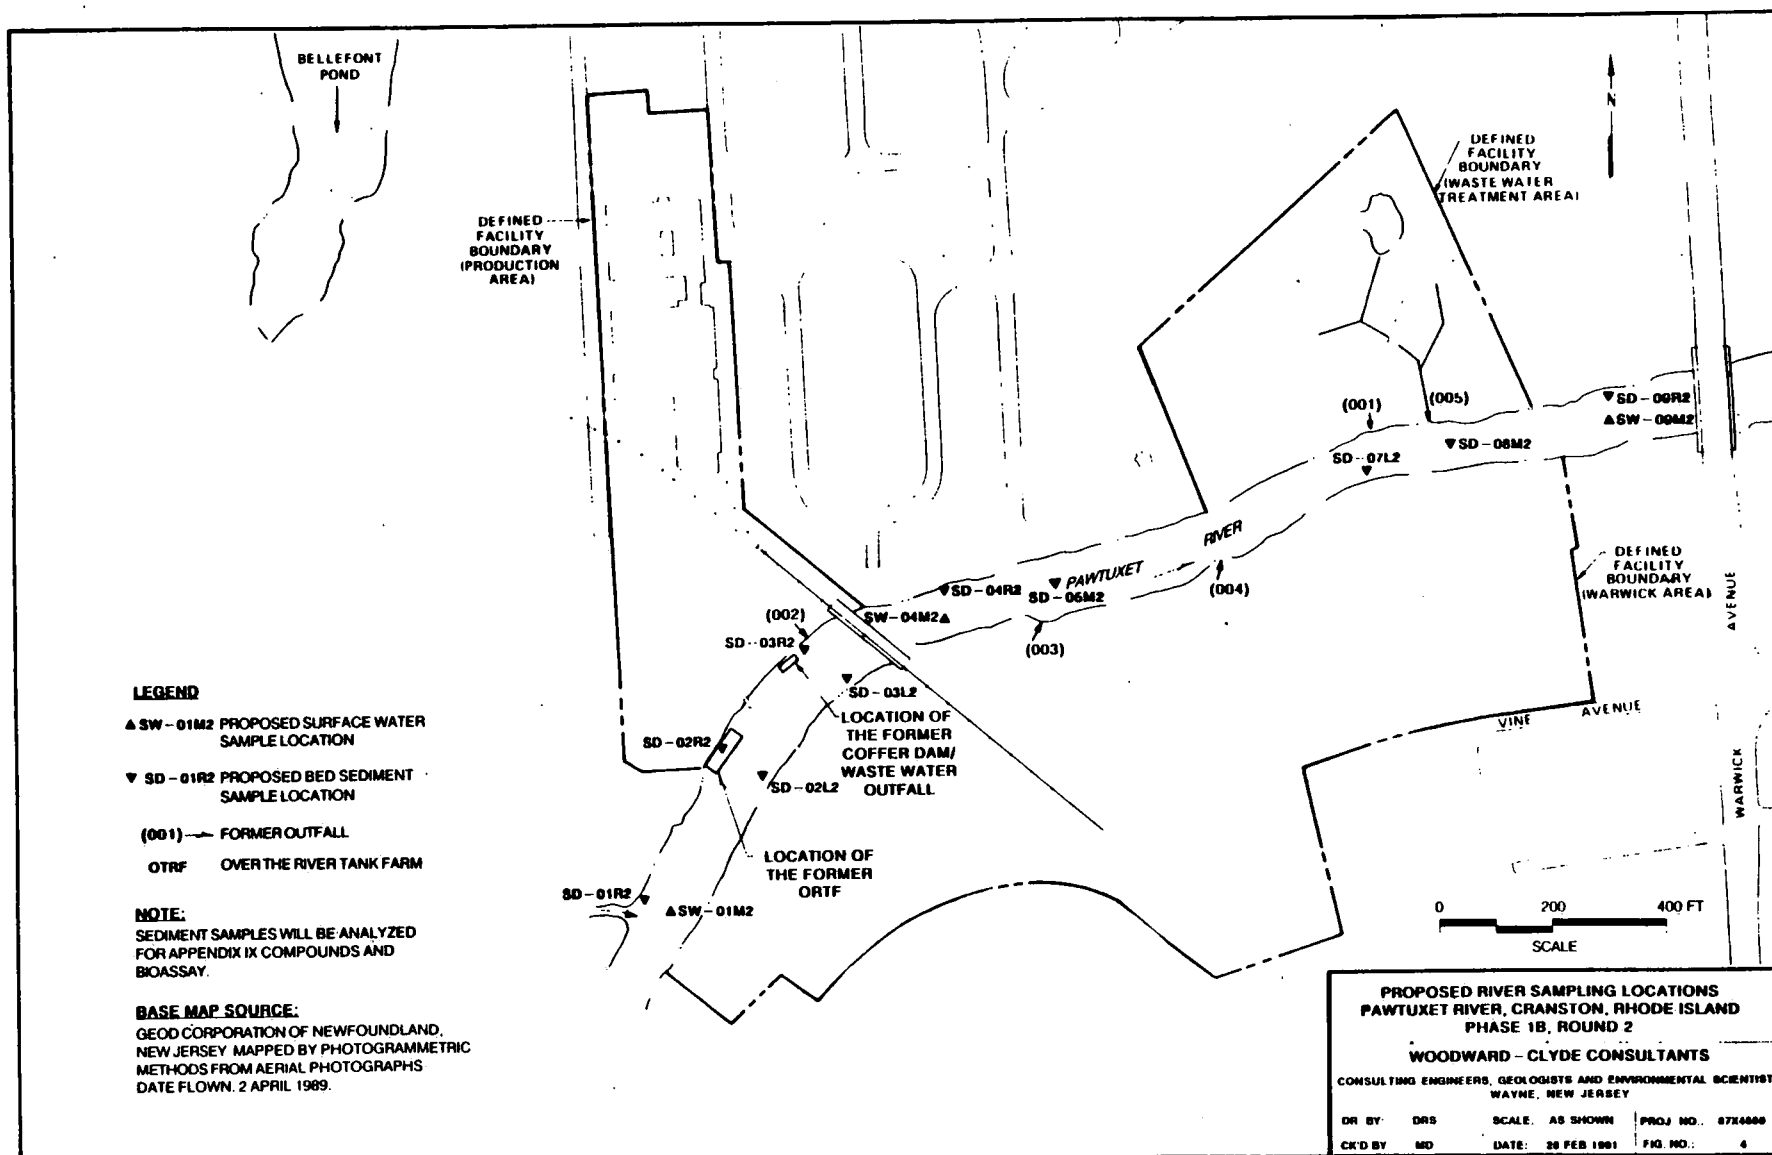 BELLEFONT
POND
DEFINED
FACILITY
BOUNDARY
(PRODUCTION
AREA)
N
DEFINED
FACILITY
BOUNDARY
(WASTE WATER
TREATMENT AREA)
(001)
(005)
SD-09R2
SW-09M2
SD-08M2
SD-07L2
PAWTUXET
RIVER
(004)
SD-04R2
SD-06M2
SW-04M2
(003)
(002)
SD-03R2
SD-03L2
LOCATION OF
THE FORMER
COFFER DAM/
WASTE WATER
OUTFALL
SD-02R2
SD-02L2
LOCATION OF
THE FORMER
ORTF
SD-01R2
SW-01M2
DEFINED
FACILITY
BOUNDARY
(WARWICK AREA)
VINE AVENUE
WARWICK AVENUE
LEGEND
SW-01M2 PROPOSED SURFACE WATER
SAMPLE LOCATION
SD-01R2 PROPOSED BED SEDIMENT
SAMPLE LOCATION
(001) FORMER OUTFALL
OTRF OVER THE RIVER TANK FARM
NOTE:
SEDIMENT SAMPLES WILL BE ANALYZED
FOR APPENDIX IX COMPOUNDS AND
BIOASSAY.
BASE MAP SOURCE:
GEOD CORPORATION OF NEWFOUNDLAND,
NEW JERSEY MAPPED BY PHOTOGRAMMETRIC
METHODS FROM AERIAL PHOTOGRAPHS
DATE FLOWN. 2 APRIL 1989.
0 200 400 FT
SCALE
PROPOSED RIVER SAMPLING LOCATIONS
PAWTUXET RIVER, CRANSTON, RHODE ISLAND
PHASE 1B, ROUND 2
WOODWARD-CLYDE CONSULTANTS
CONSULTING ENGINEERS, GEOLOGISTS AND ENVIRONMENTAL SCIENTIST
WAYNE, NEW JERSEY
DR BY: DRS SCALE: AS SHOWN PROJ NO.:
CK'D BY MD DATE: 28 FEB 1991 FIG. NO.: 4